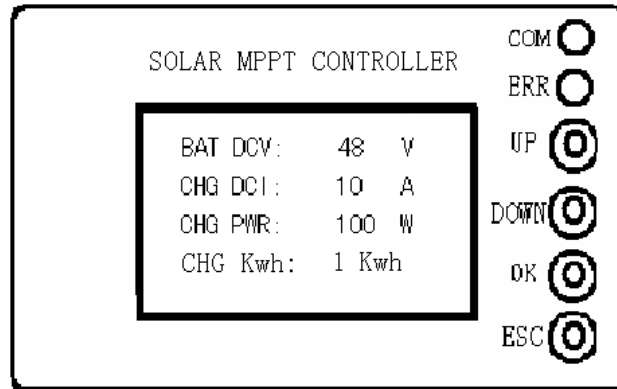 SOLAR MPPT CONTROLLER
BAT DCV: 48 V
CHG DCI: 10 A
CHG PWR: 100 W
CHG Kwh: 1 Kwh
COM
ERR
UP
DOWN
OK
ESC